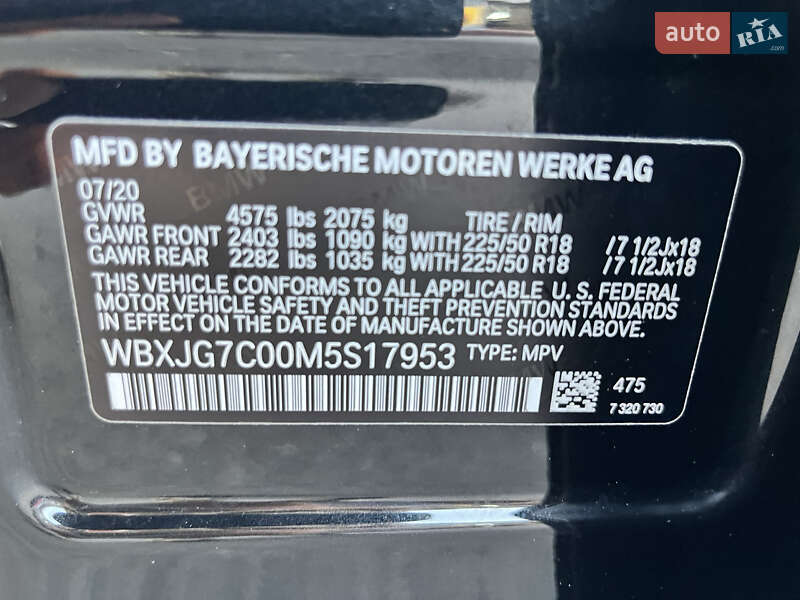 auto RIA.com
MFD BY BAYERISCHE MOTOREN WERKE AG
07/20
GVWR 4575 lbs 2075 kg TIRE / RIM
GAWR FRONT 2403 lbs 1090 kg WITH 225/50 R18 / 7 1/2Jx18
GAWR REAR 2282 lbs 1035 kg WITH 225/50 R18 / 7 1/2Jx18
THIS VEHICLE CONFORMS TO ALL APPLICABLE U. S. FEDERAL
MOTOR VEHICLE SAFETY AND THEFT PREVENTION STANDARDS
IN EFFECT ON THE DATE OF MANUFACTURE SHOWN ABOVE.
WBXJG7C00M5S17953 TYPE: MPV
475
7 320 730